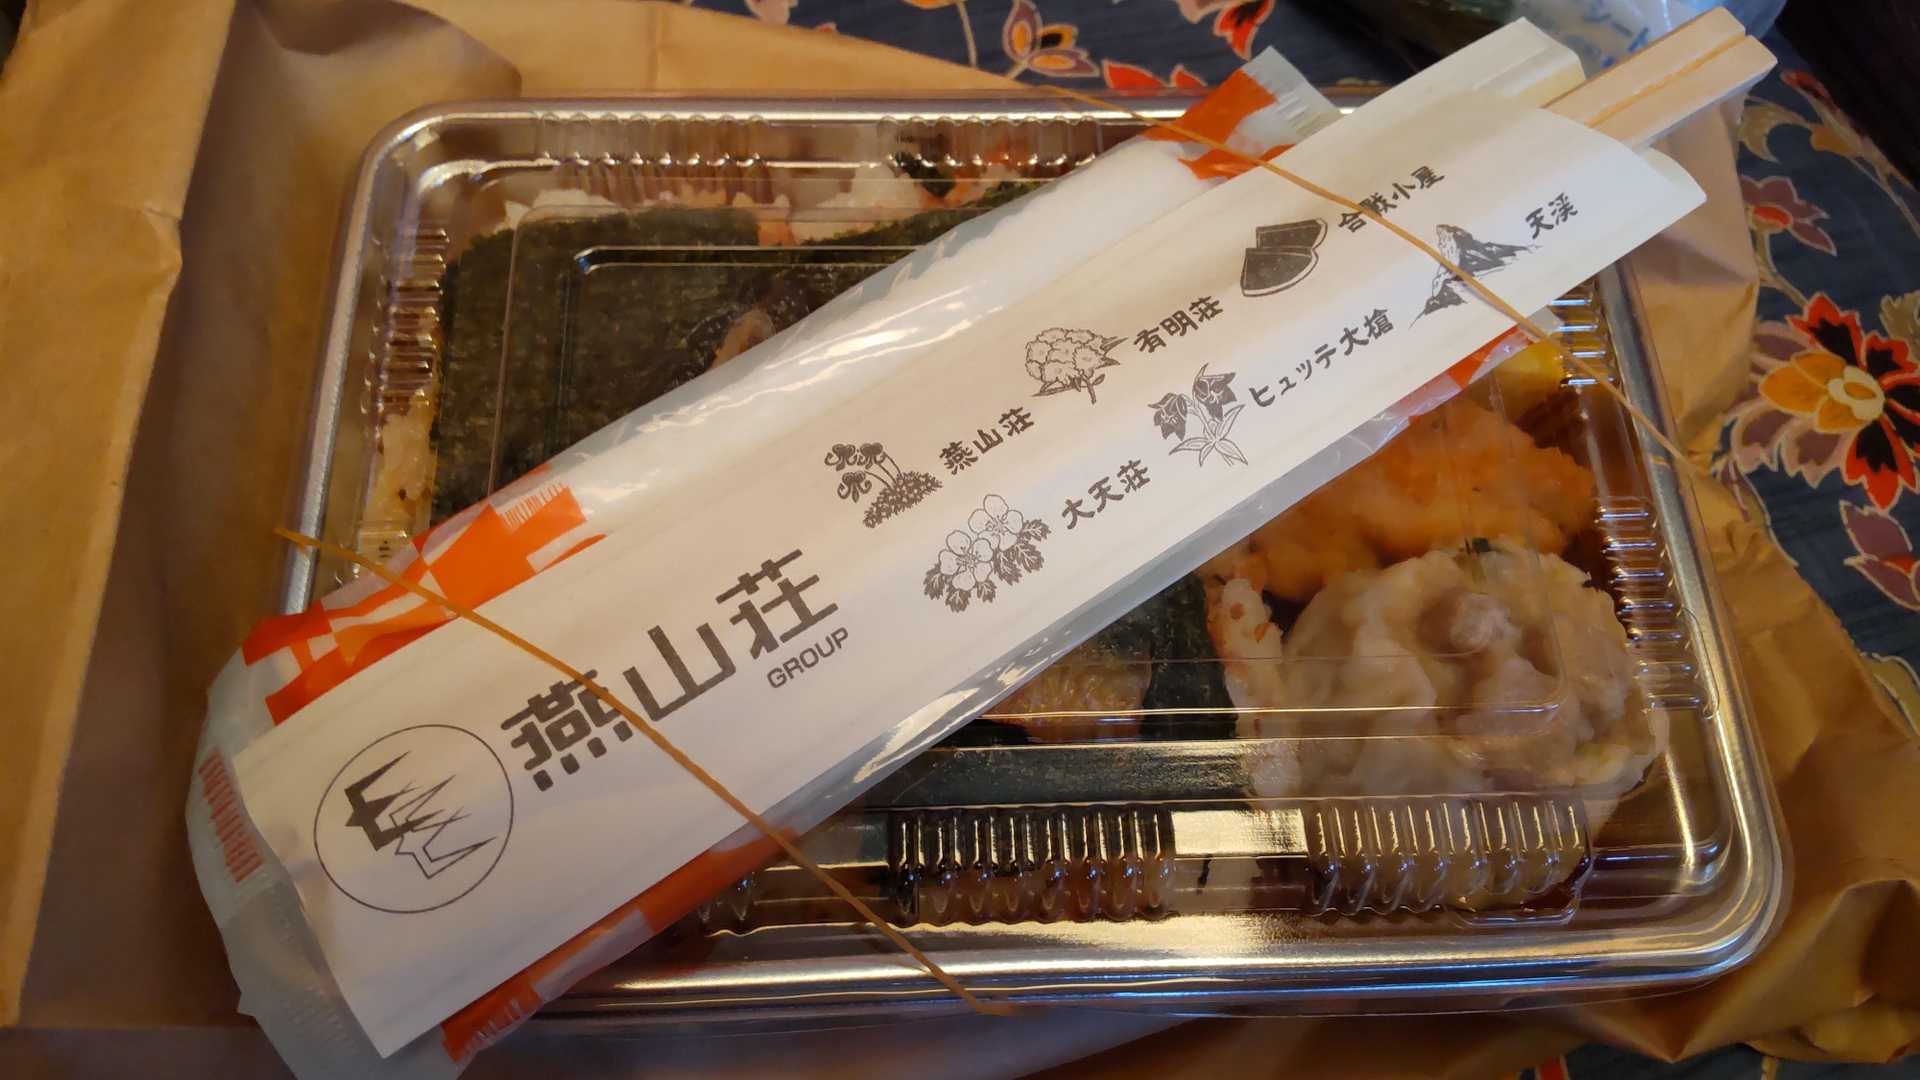 燕山荘
GROUP
燕山荘
有明荘
合戦小屋
大天荘
ヒュッテ大槍
天渓